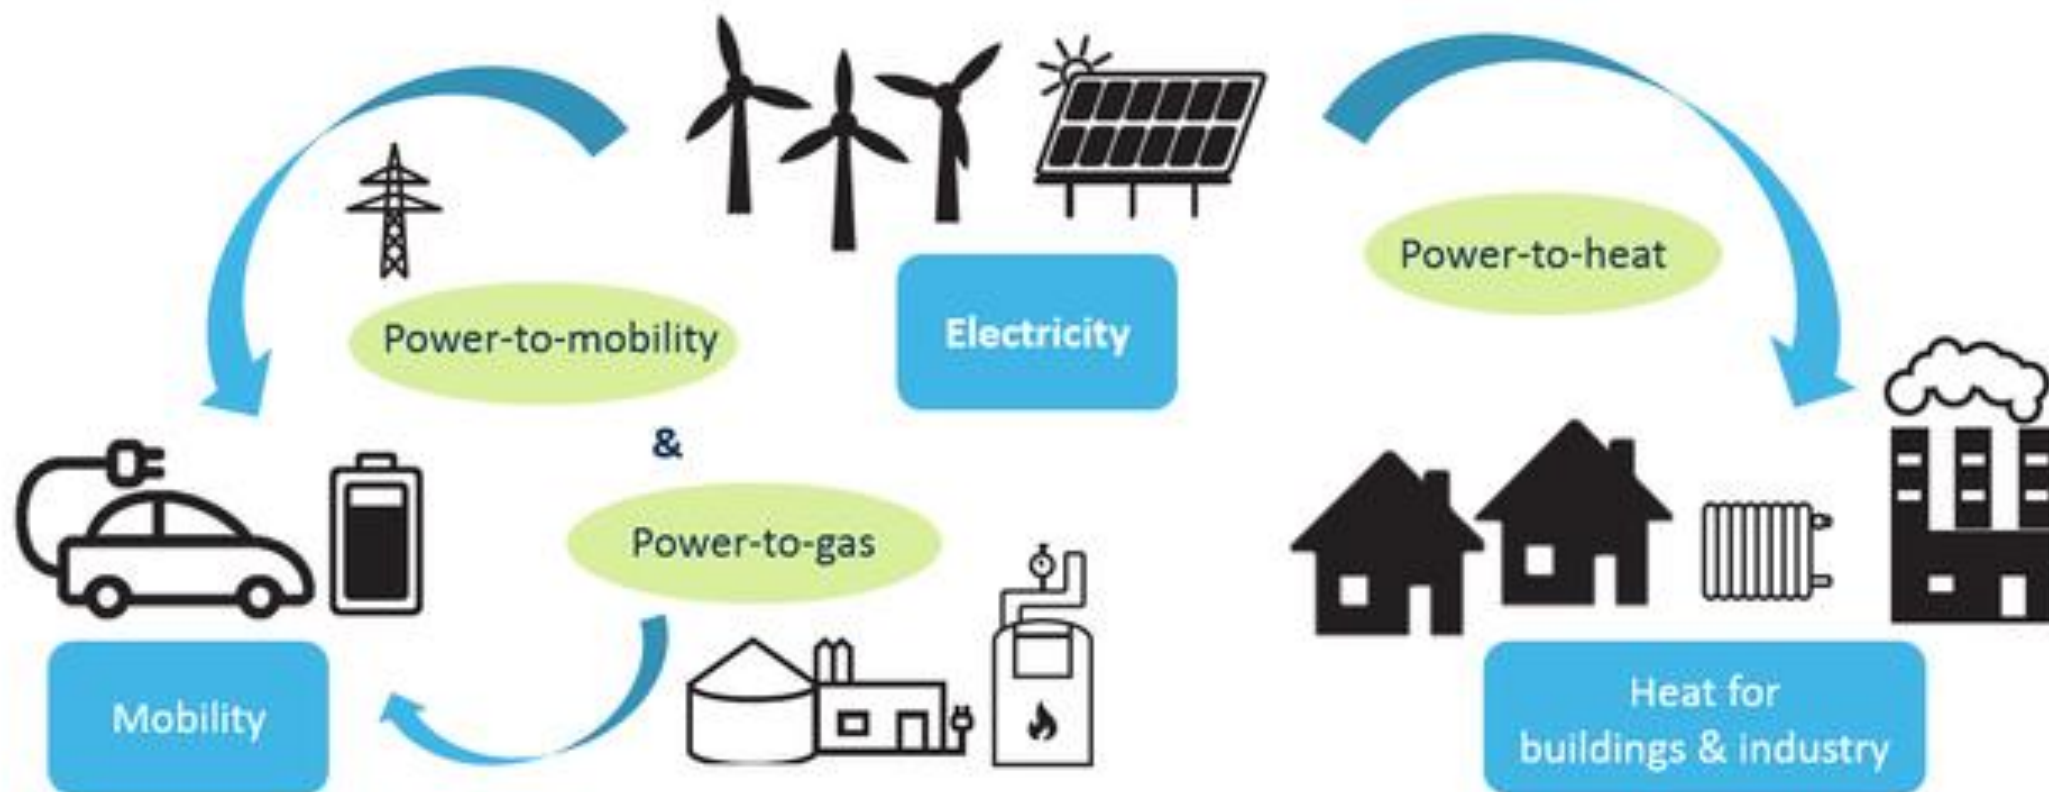 Power-to-heat
Power-to-mobility
Electricity
&
Power-to-gas
Mobility
Heat for
buildings & industry